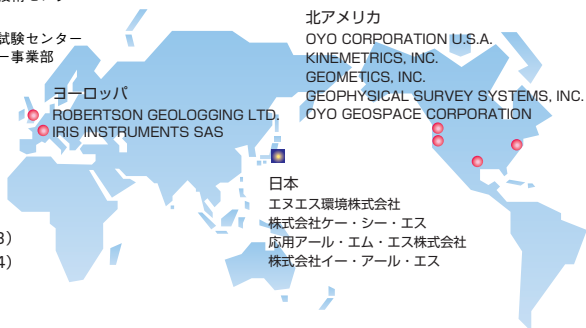 試験センター
ー事業部
3）
4）
ヨーロッパ
ROBERTSON GEOLOGGING LTD.
IRIS INSTRUMENTS SAS
北アメリカ
OYO CORPORATION U.S.A.
KINEMETRICS, INC.
GEOMETICS, INC.
GEOPHYSICAL SURVEY SYSTEMS, INC.
OYO GEOSPACE CORPORATION
日本
エヌエス環境株式会社
株式会社ケー・シー・エス
応用アール・エム・エス株式会社
株式会社イー・アール・エス